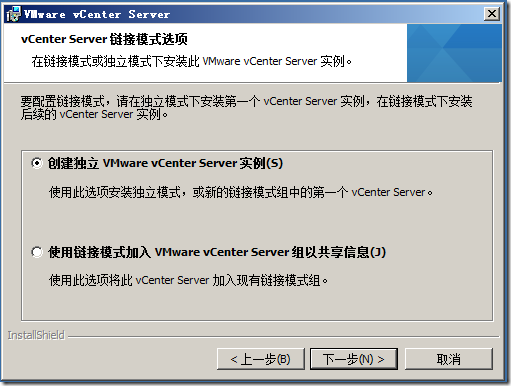 VMware vCenter Server
vCenter Server 链接模式选项
在链接模式或独立模式下安装此 VMware vCenter Server 实例。
要配置链接模式，请在独立模式下安装第一个 vCenter Server 实例，在链接模式下安装
后续的 vCenter Server 实例。
创建独立 VMware vCenter Server 实例(S)
使用此选项安装独立模式，或新的链接模式组中的第一个 vCenter Server。
使用链接模式加入 VMware vCenter Server 组以共享信息(J)
使用此选项将此 vCenter Server 加入现有链接模式组。
InstallShield
< 上一步(B) 下一步(N) > 取消